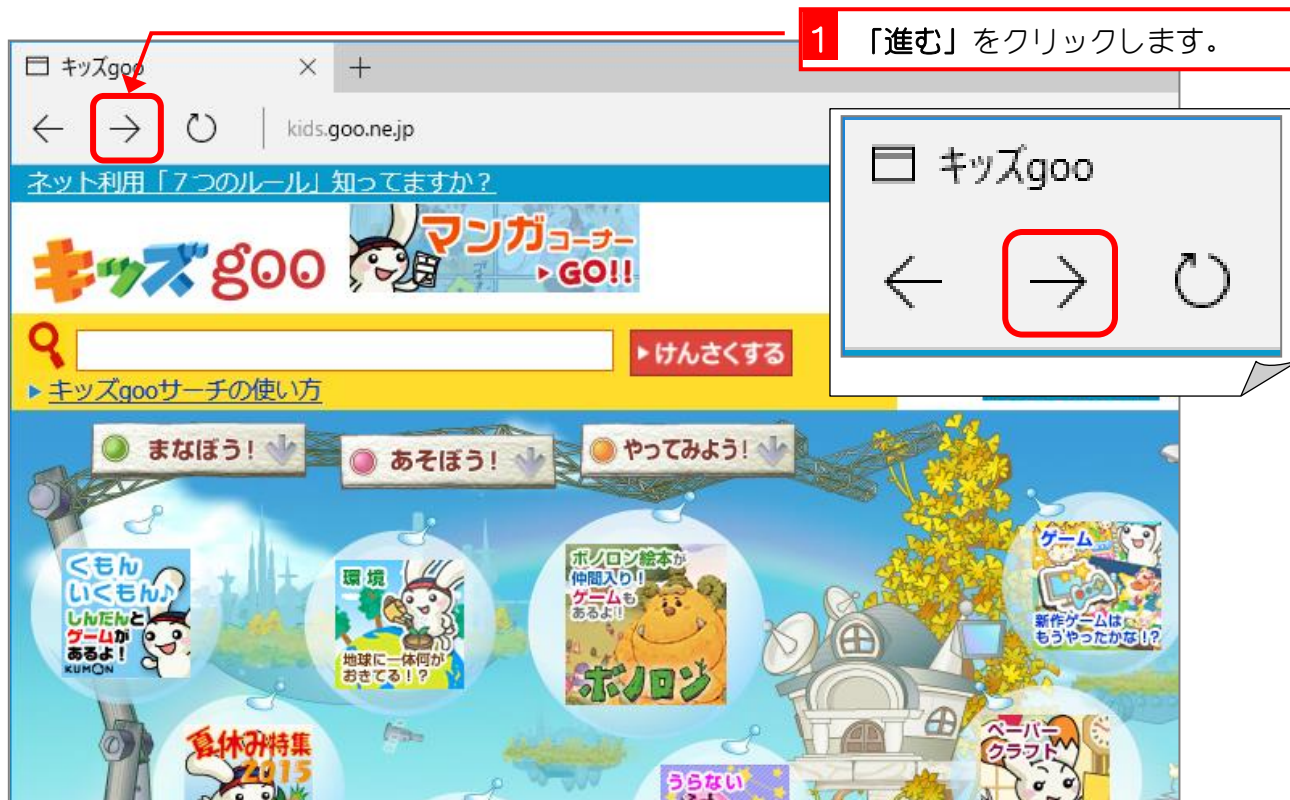 1 「進む」をクリックします。
キッズgoo
kids.goo.ne.jp
キッズgoo
ネット利用「7つのルール」知ってますか？
キッズgoo
マンガコーナー
GO!!
けんさくする
キッズgooサーチの使い方
まなぼう！
あそぼう！
やってみよう！
くもん
いくもん♪
しんだんと
ゲームが
あるよ！
KUMON
環境
地球に一体何が
おきてる！？
ボノロン絵本が
仲間入り！
ゲームも
あるよ！
ボノロン
ゲーム
新作ゲームは
もうやったかな！？
夏休み特集
2015
うらない
ペーパー
クラフト